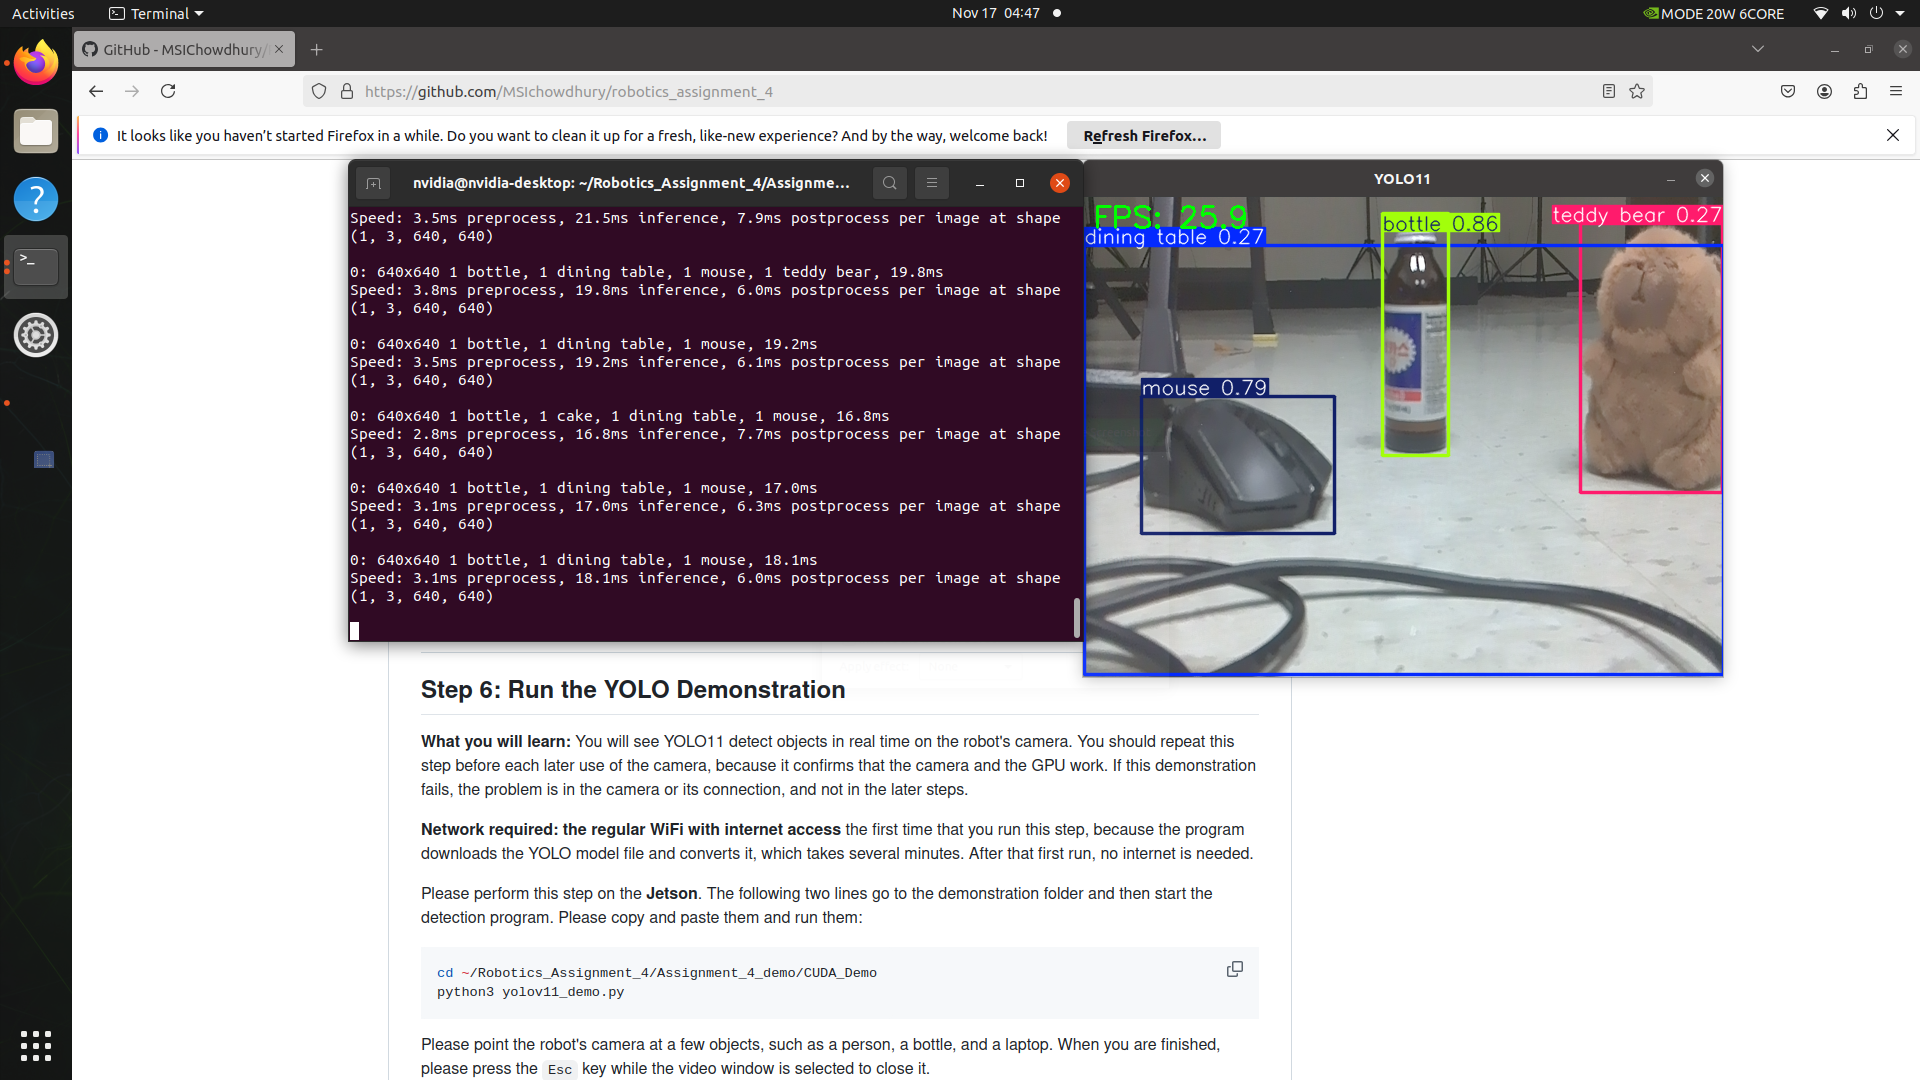 Activities
Terminal
Nov 17 04:47
MODE 20W 6CORE
GitHub - MSIChowdhury/
https://github.com/MSIchowdhury/robotics_assignment_4
It looks like you haven’t started Firefox in a while. Do you want to clean it up for a fresh, like-new experience? And by the way, welcome back!
Refresh Firefox…
nvidia@nvidia-desktop: ~/Robotics_Assignment_4/Assignme...
Speed: 3.5ms preprocess, 21.5ms inference, 7.9ms postprocess per image at shape
(1, 3, 640, 640)
0: 640x640 1 bottle, 1 dining table, 1 mouse, 1 teddy bear, 19.8ms
Speed: 3.8ms preprocess, 19.8ms inference, 6.0ms postprocess per image at shape
(1, 3, 640, 640)
0: 640x640 1 bottle, 1 dining table, 1 mouse, 19.2ms
Speed: 3.5ms preprocess, 19.2ms inference, 6.1ms postprocess per image at shape
(1, 3, 640, 640)
0: 640x640 1 bottle, 1 cake, 1 dining table, 1 mouse, 16.8ms
Speed: 2.8ms preprocess, 16.8ms inference, 7.7ms postprocess per image at shape
(1, 3, 640, 640)
0: 640x640 1 bottle, 1 dining table, 1 mouse, 17.0ms
Speed: 3.1ms preprocess, 17.0ms inference, 6.3ms postprocess per image at shape
(1, 3, 640, 640)
0: 640x640 1 bottle, 1 dining table, 1 mouse, 18.1ms
Speed: 3.1ms preprocess, 18.1ms inference, 6.0ms postprocess per image at shape
(1, 3, 640, 640)
YOLO11
FPS: 25.9
dining table 0.27
bottle 0.86
teddy bear 0.27
mouse 0.79
Step 6: Run the YOLO Demonstration
What you will learn: You will see YOLO11 detect objects in real time on the robot's camera. You should repeat this
step before each later use of the camera, because it confirms that the camera and the GPU work. If this demonstration
fails, the problem is in the camera or its connection, and not in the later steps.
Network required: the regular WiFi with internet access the first time that you run this step, because the program
downloads the YOLO model file and converts it, which takes several minutes. After that first run, no internet is needed.
Please perform this step on the Jetson. The following two lines go to the demonstration folder and then start the
detection program. Please copy and paste them and run them:
cd ~/Robotics_Assignment_4/Assignment_4_demo/CUDA_Demo
python3 yolov11_demo.py
Please point the robot's camera at a few objects, such as a person, a bottle, and a laptop. When you are finished,
please press the Esc key while the video window is selected to close it.